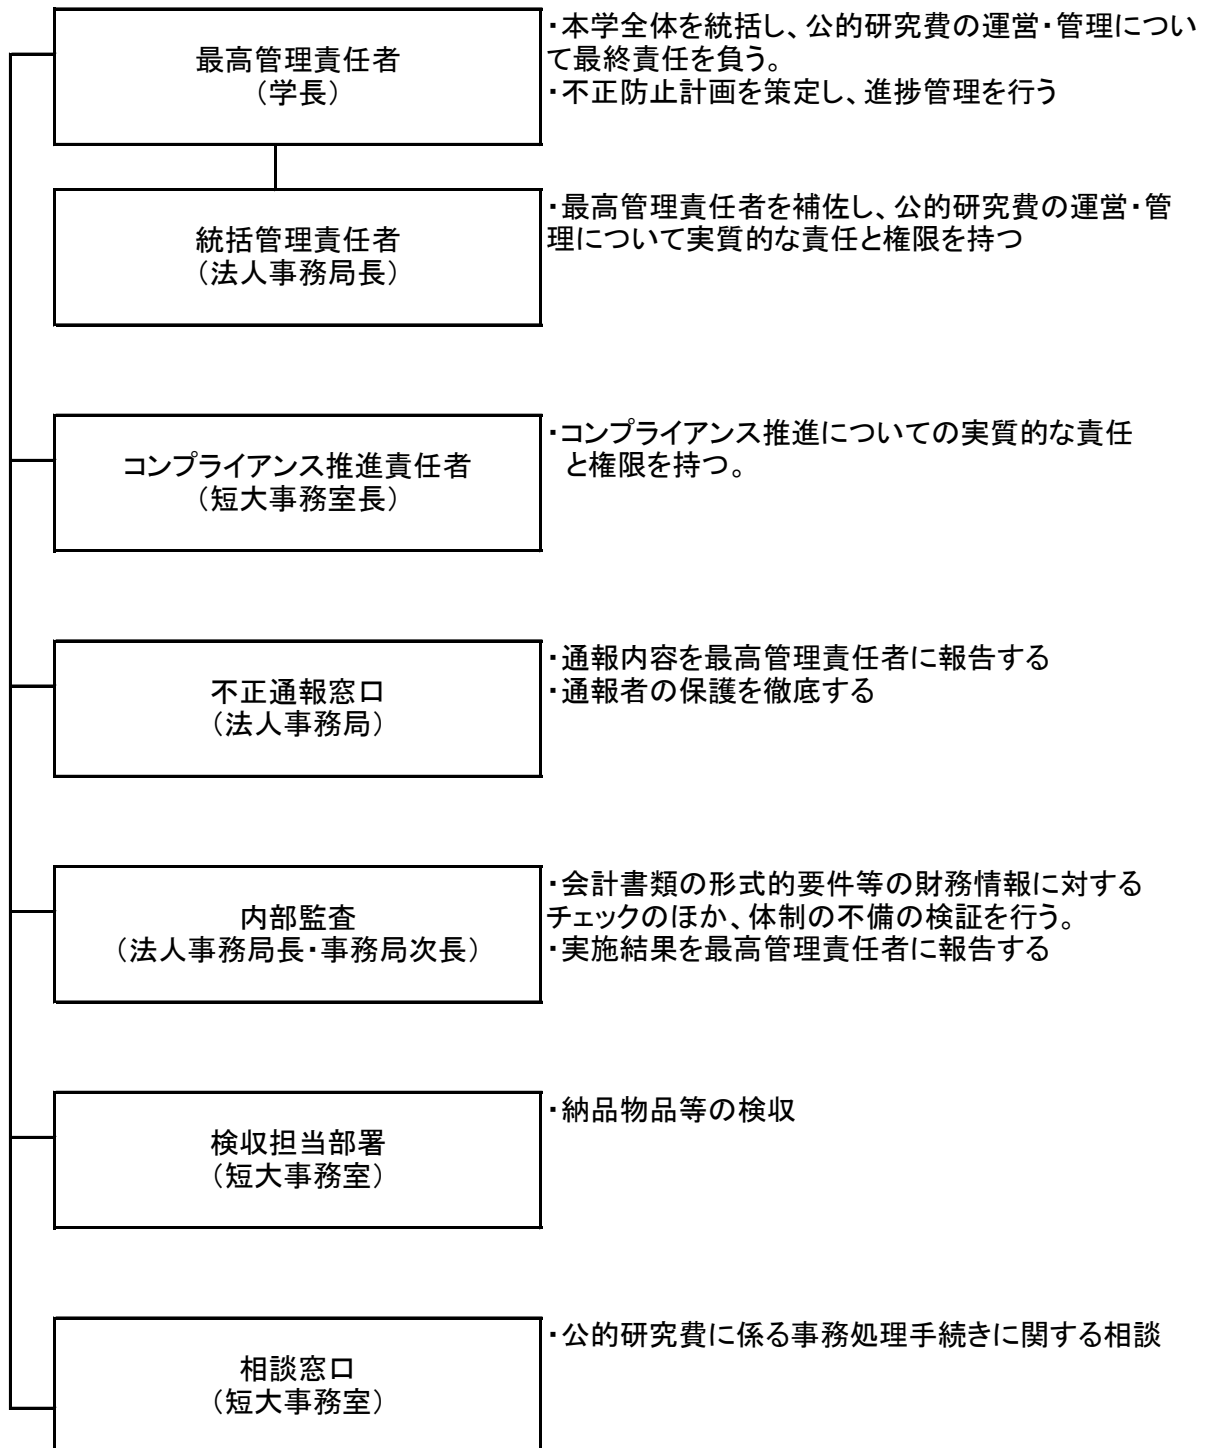 最高管理責任者
（学長）
・本学全体を統括し、公的研究費の運営・管理につい
て最終責任を負う。
・不正防止計画を策定し、進捗管理を行う
統括管理責任者
（法人事務局長）
・最高管理責任者を補佐し、公的研究費の運営・管
理について実質的な責任と権限を持つ
コンプライアンス推進責任者
（短大事務室長）
・コンプライアンス推進についての実質的な責任
と権限を持つ。
不正通報窓口
（法人事務局）
・通報内容を最高管理責任者に報告する
・通報者の保護を徹底する
内部監査
（法人事務局長・事務局次長）
・会計書類の形式的要件等の財務情報に対する
チェックのほか、体制の不備の検証を行う。
・実施結果を最高管理責任者に報告する
検収担当部署
（短大事務室）
・納品物品等の検収
相談窓口
（短大事務室）
・公的研究費に係る事務処理手続きに関する相談